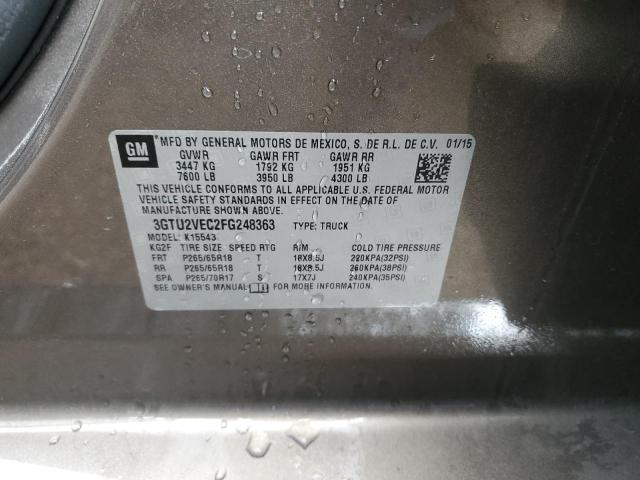 GM MFD BY GENERAL MOTORS DE MEXICO, S. DE R.L. DE C.V. 01/15
GVWR GAWR FRT GAWR RR
3447 KG 1792 KG 1951 KG
7600 LB 3950 LB 4300 LB
THIS VEHICLE CONFORMS TO ALL APPLICABLE U.S. FEDERAL MOTOR
VEHICLE SAFETY STANDARDS IN EFFECT ON THE DATE OF
MANUFACTURE SHOWN ABOVE.
3GTU2VEC2FG248363 TYPE: TRUCK
MODEL: K15543
KG2F TIRE SIZE SPEED RTG RIM COLD TIRE PRESSURE
FRT P265/65R18 T 18X8.5J 220KPA(32PSI)
RR P265/65R18 T 18X8.5J 260KPA(38PSI)
SPA P265/70R17 S 17X7J 240KPA(35PSI)
SEE OWNER'S MANUAL FOR MORE INFORMATION.